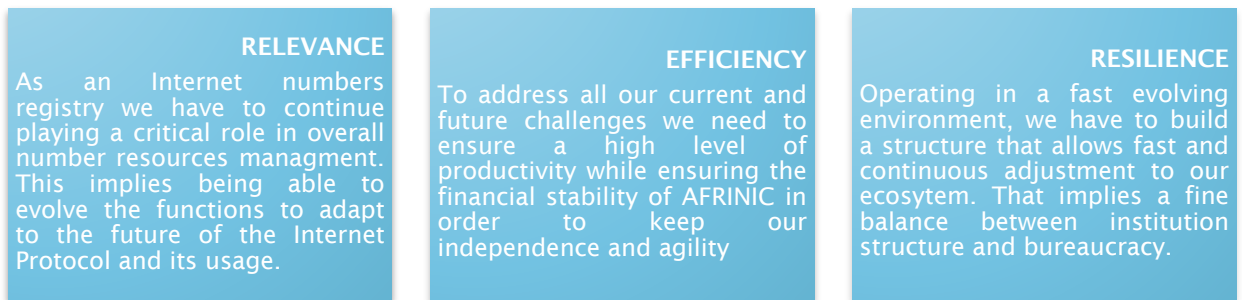 RELEVANCE
As an Internet numbers
registry we have to continue
playing a critical role in overall
number resources managment.
This implies being able to
evolve the functions to adapt
to the future of the Internet
Protocol and its usage.
EFFICIENCY
To address all our current and
future challenges we need to
ensure a high level of
productivity while ensuring the
financial stability of AFRINIC in
order to keep our
independence and agility
RESILIENCE
Operating in a fast evolving
environment, we have to build
a structure that allows fast and
continuous adjustment to our
ecosytem. That implies a fine
balance between institution
structure and bureaucracy.